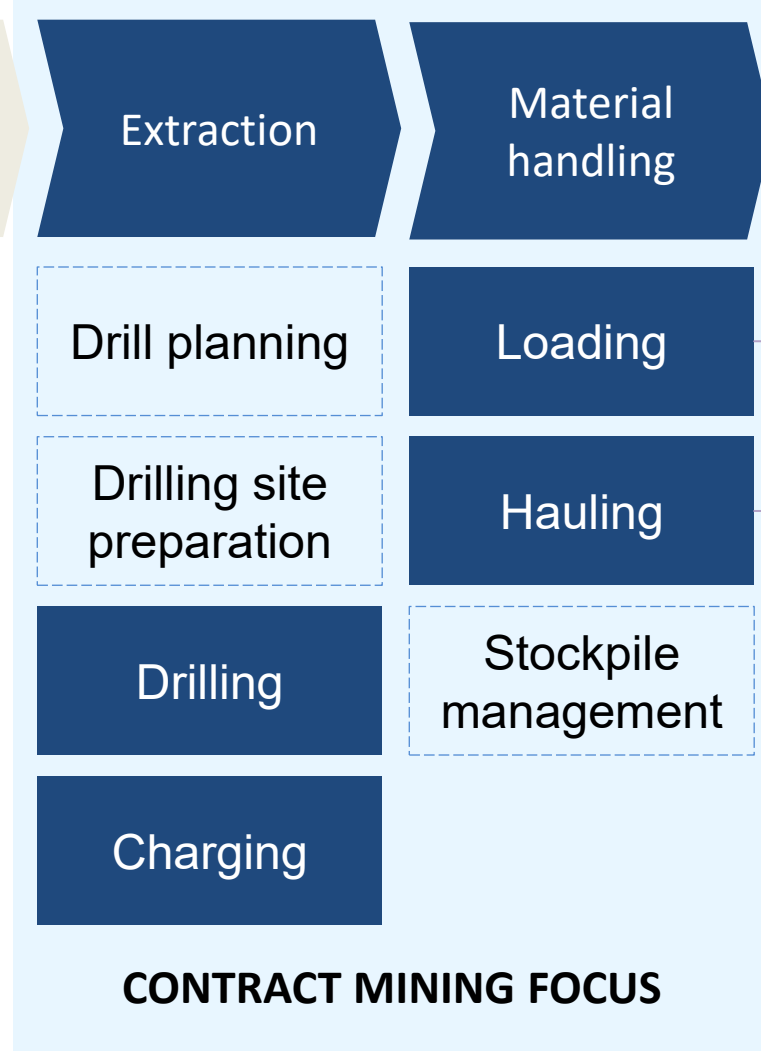 Extraction
Material
handling
Drill planning
Loading
Drilling site
preparation
Hauling
Drilling
Stockpile
management
Charging
CONTRACT MINING FOCUS